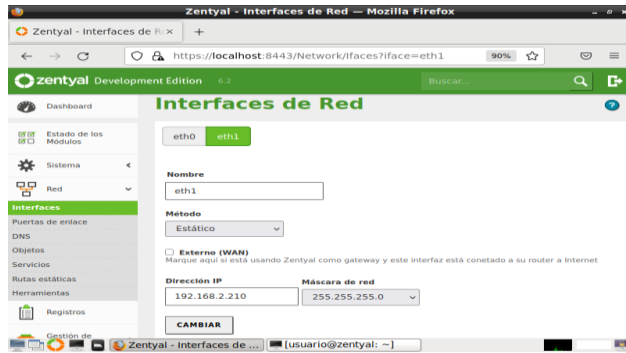 Zentyal - Interfaces de Red — Mozilla Firefox
Zentyal - Interfaces de R
https://localhost:8443/Network/Ifaces?iface=eth1
90%
zentyal Development Edition 6.2
Buscar...
Dashboard
Estado de los Módulos
Sistema
Red
Interfaces
Puertas de enlace
DNS
Objetos
Servicios
Rutas estáticas
Herramientas
Registros
Gestión de
Interfaces de Red
eth0 eth1
Nombre
eth1
Método
Estático
Externo (WAN)
Marque aquí si está usando Zentyal como gateway y este interfaz está conetado a su router a Internet
Dirección IP Máscara de red
192.168.2.210 255.255.255.0
CAMBIAR
Zentyal - Interfaces de ... [usuario@zentyal: ~]